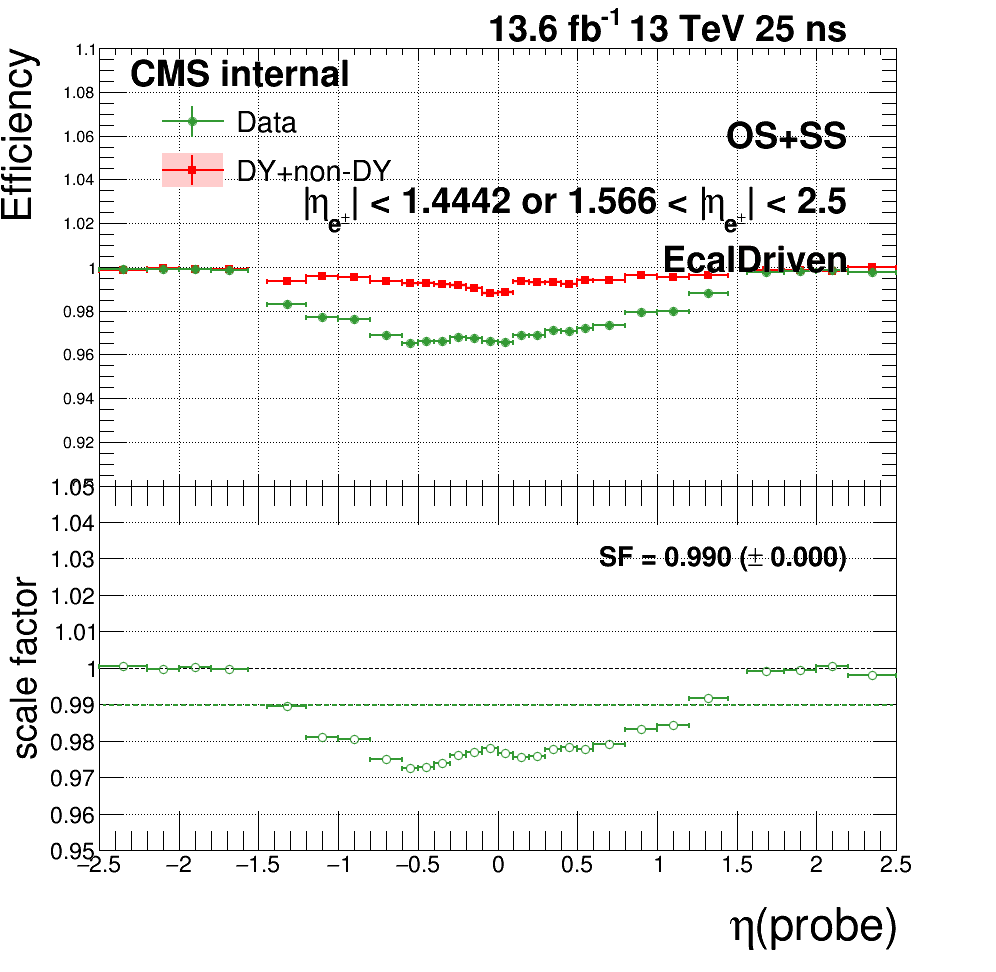 13.6 fb⁻¹ 13 TeV 25 ns
Efficiency
1.1
1.08
1.06
1.04
1.02
1
0.98
0.96
0.94
0.92
CMS internal
Data
DY+non-DY
OS+SS
|η_e±| < 1.4442 or 1.566 < |η_e±| < 2.5
EcalDriven
scale factor
1.05
1.04
1.03
1.02
1.01
1
0.99
0.98
0.97
0.96
0.95
SF = 0.990 (± 0.000)
−2.5 −2 −1.5 −1 −0.5 0 0.5 1 1.5 2 2.5
η(probe)